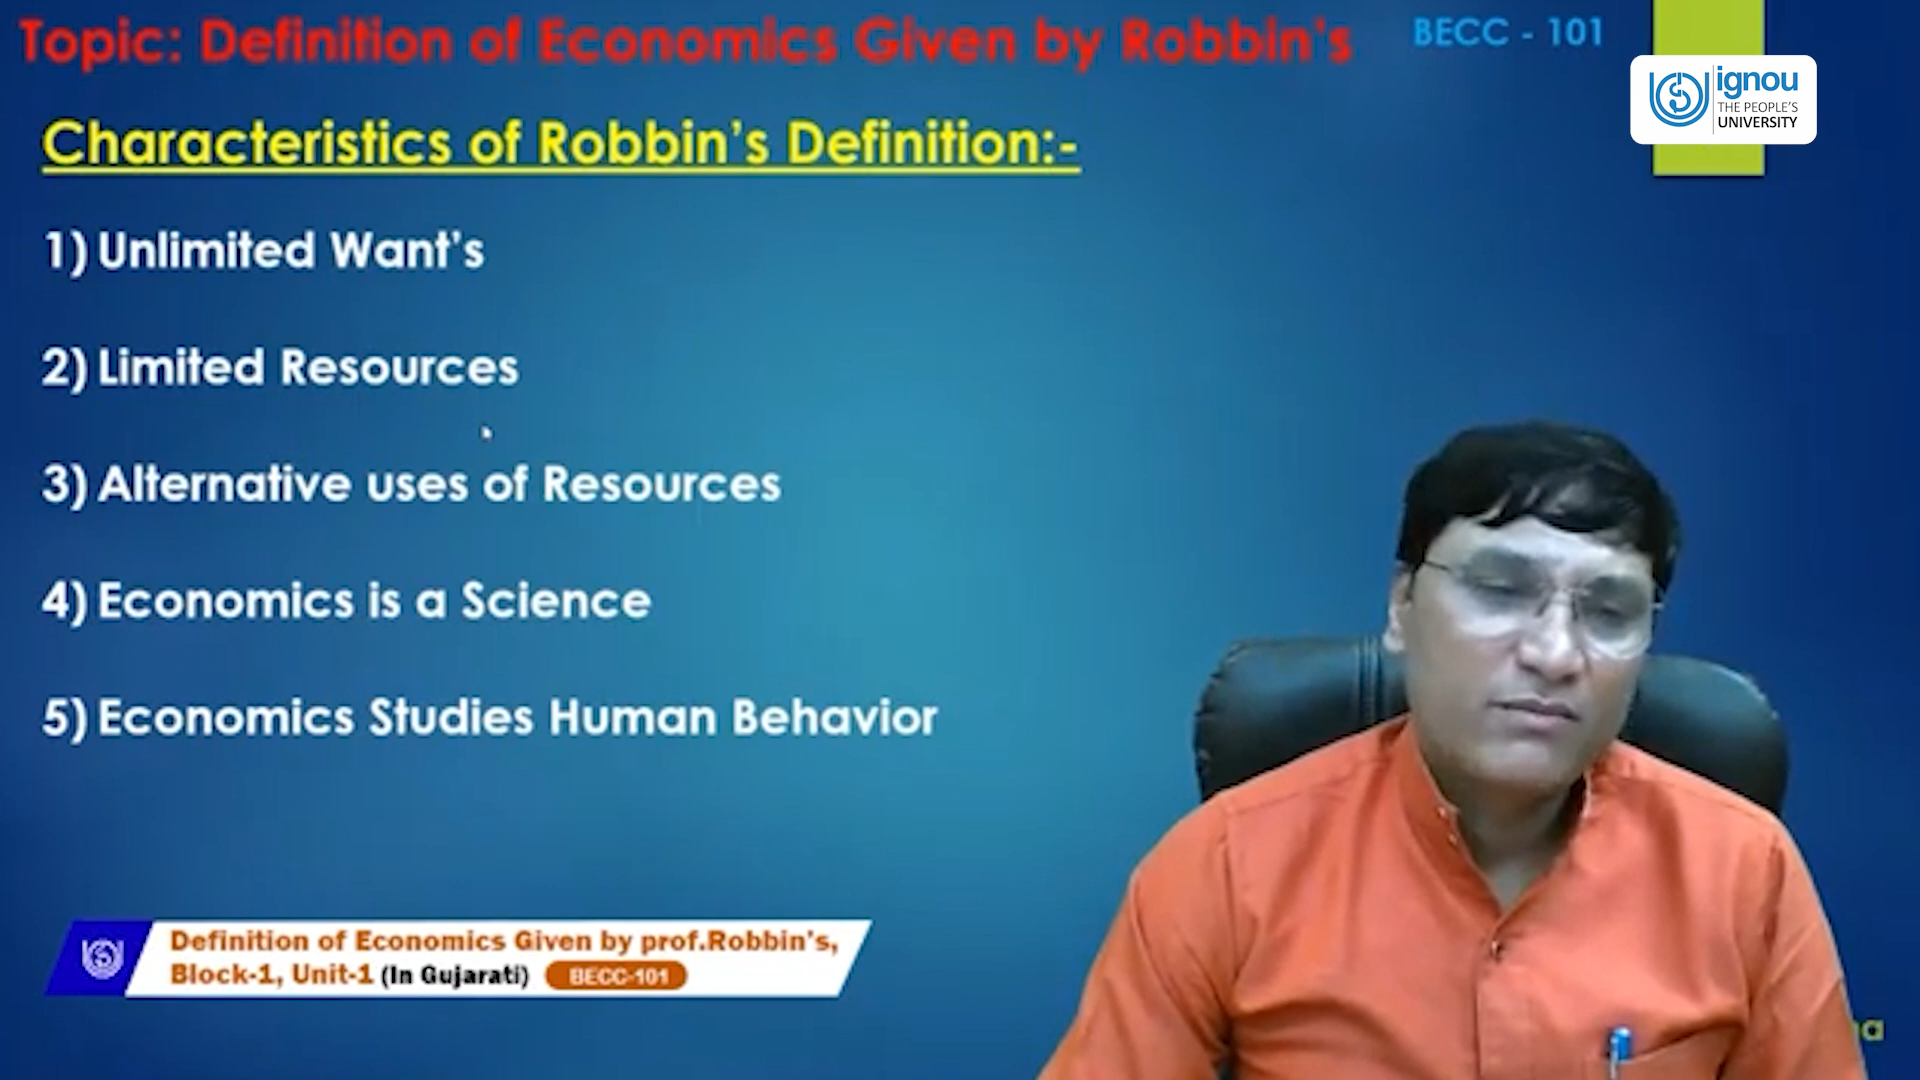 Topic: Definition of Economics Given by Robbin's
BECC - 101
ignou
THE PEOPLE'S
UNIVERSITY
Characteristics of Robbin's Definition:-
1) Unlimited Want's
2) Limited Resources
3) Alternative uses of Resources
4) Economics is a Science
5) Economics Studies Human Behavior
Definition of Economics Given by prof.Robbin's,
Block-1, Unit-1 (In Gujarati) BECC-101